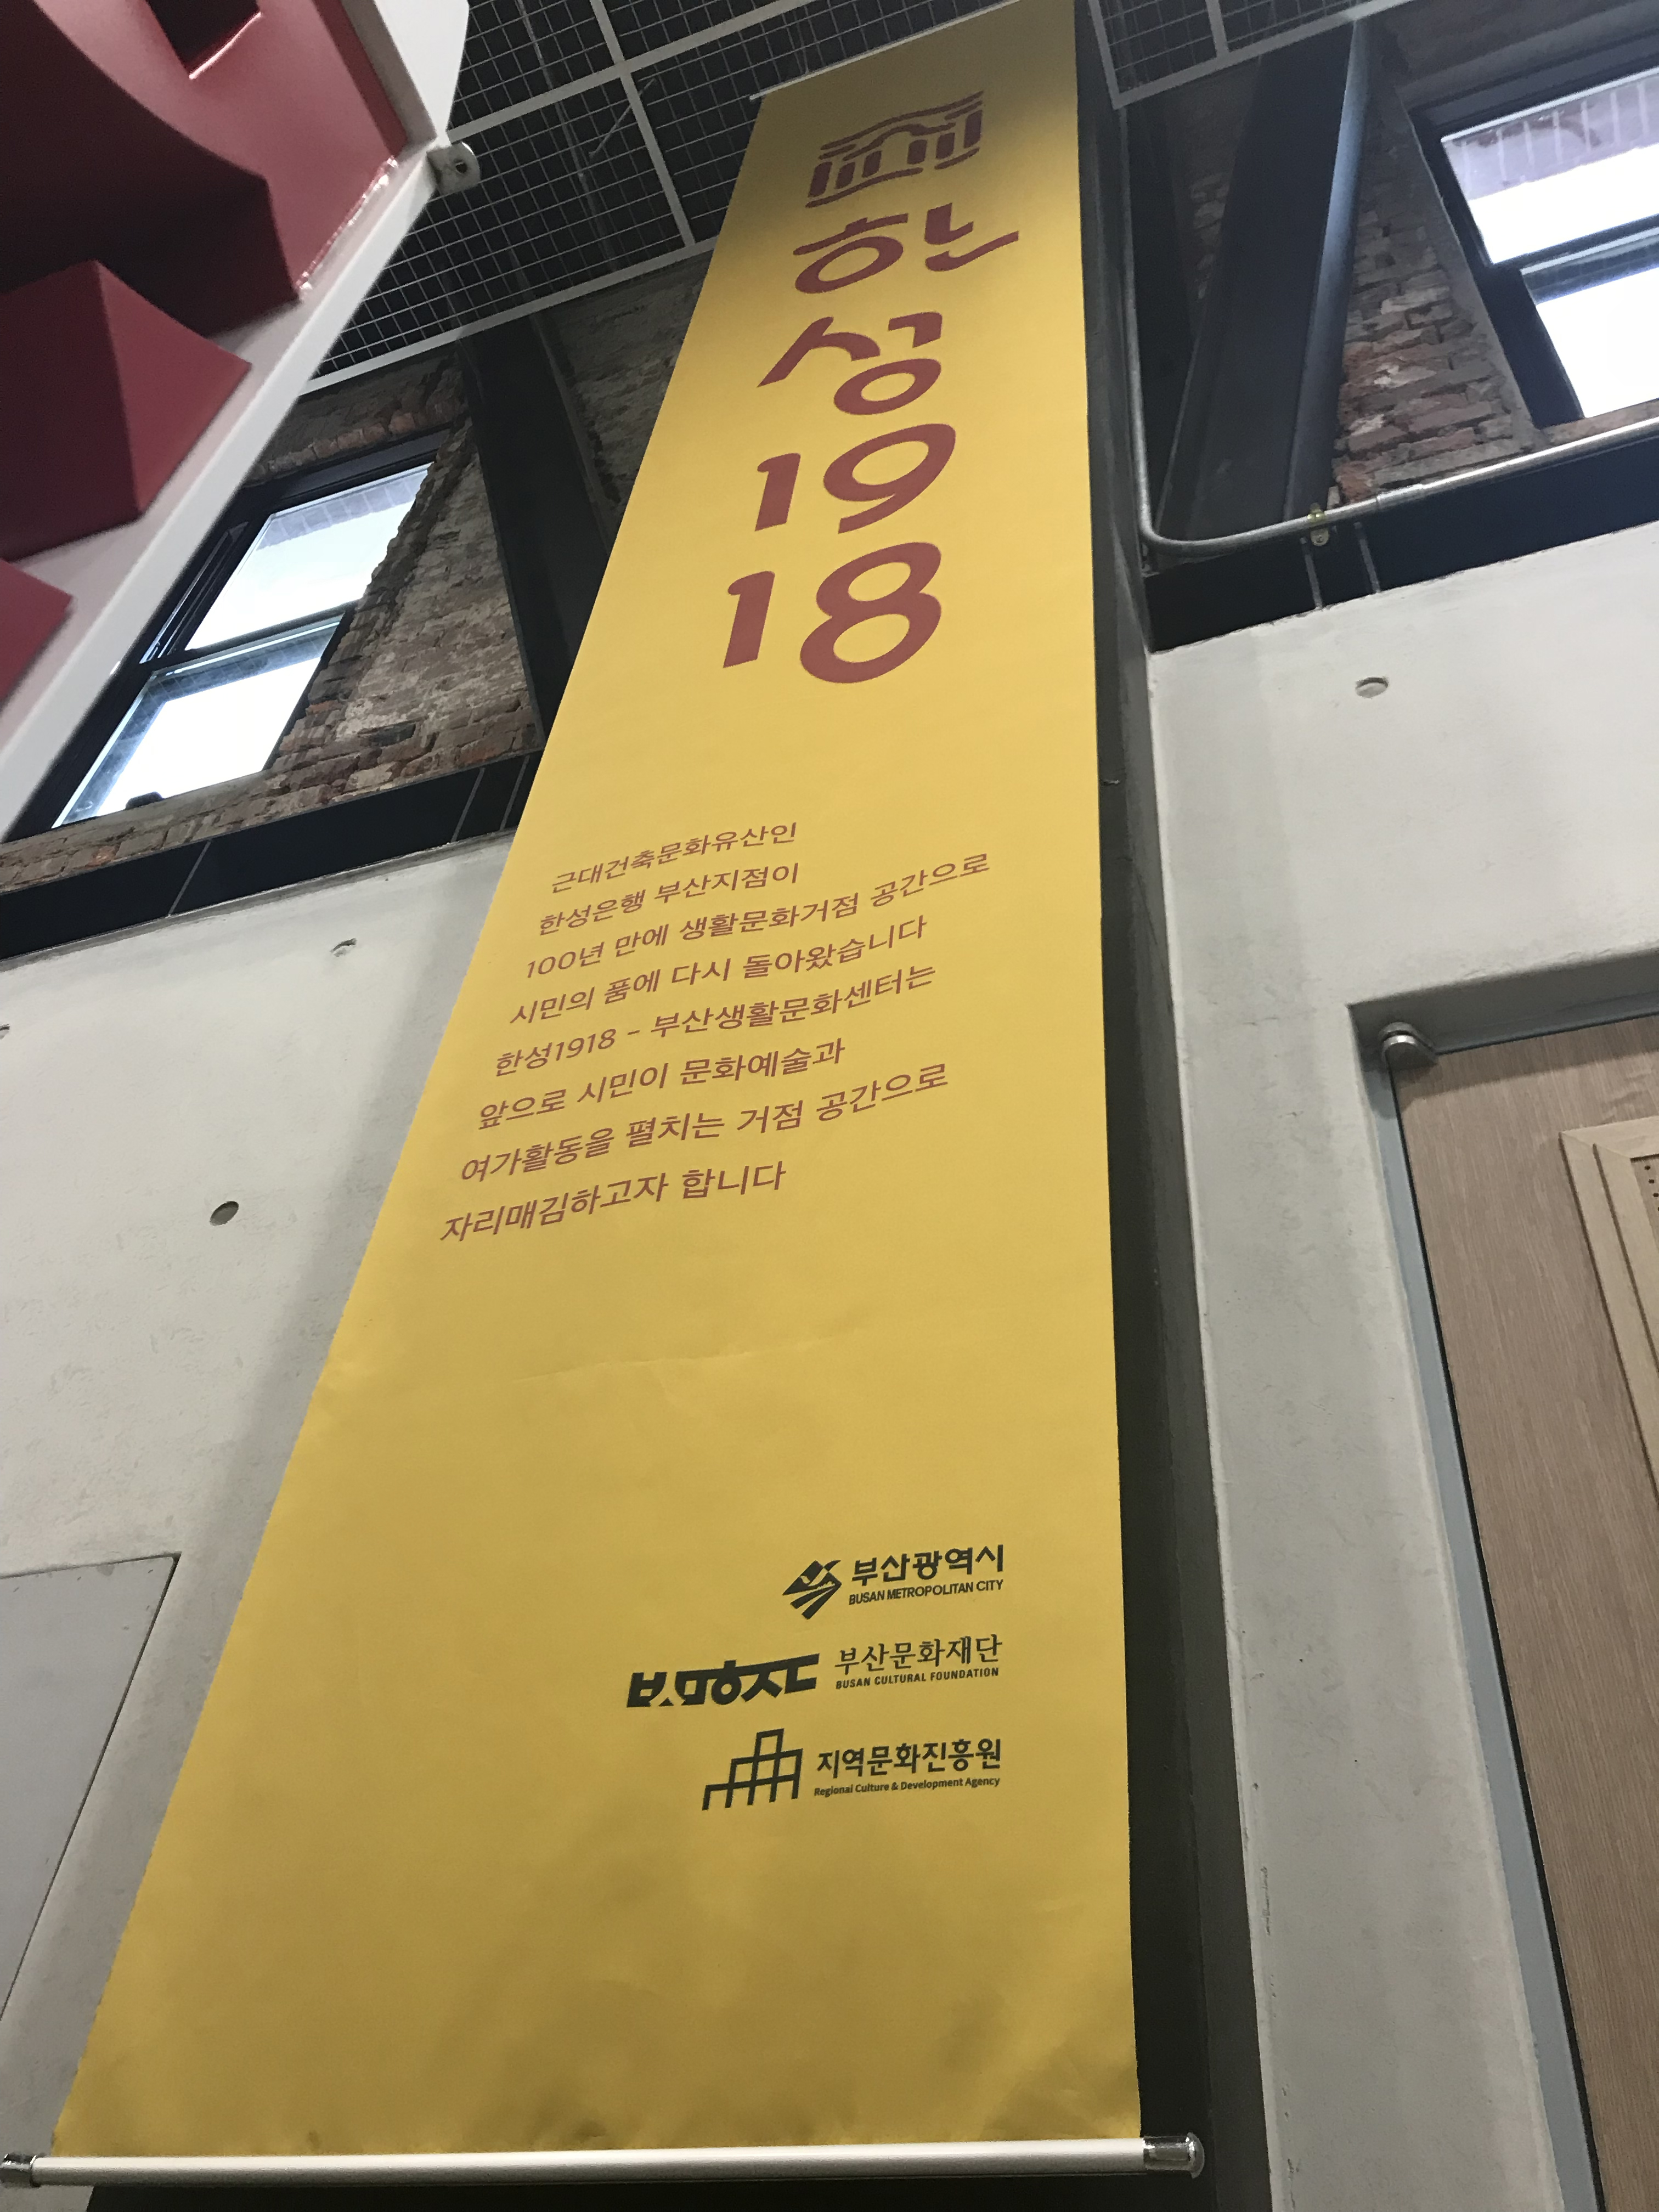 한
성
19
18
근대건축문화유산인
한성은행 부산지점이
100년 만에 생활문화거점 공간으로
시민의 품에 다시 돌아왔습니다
한성1918 - 부산생활문화센터는
앞으로 시민이 문화예술과
여가활동을 펼치는 거점 공간으로
자리매김하고자 합니다
부산광역시
BUSAN METROPOLITAN CITY
부산문화재단
BUSAN CULTURAL FOUNDATION
지역문화진흥원
Regional Culture & Development Agency